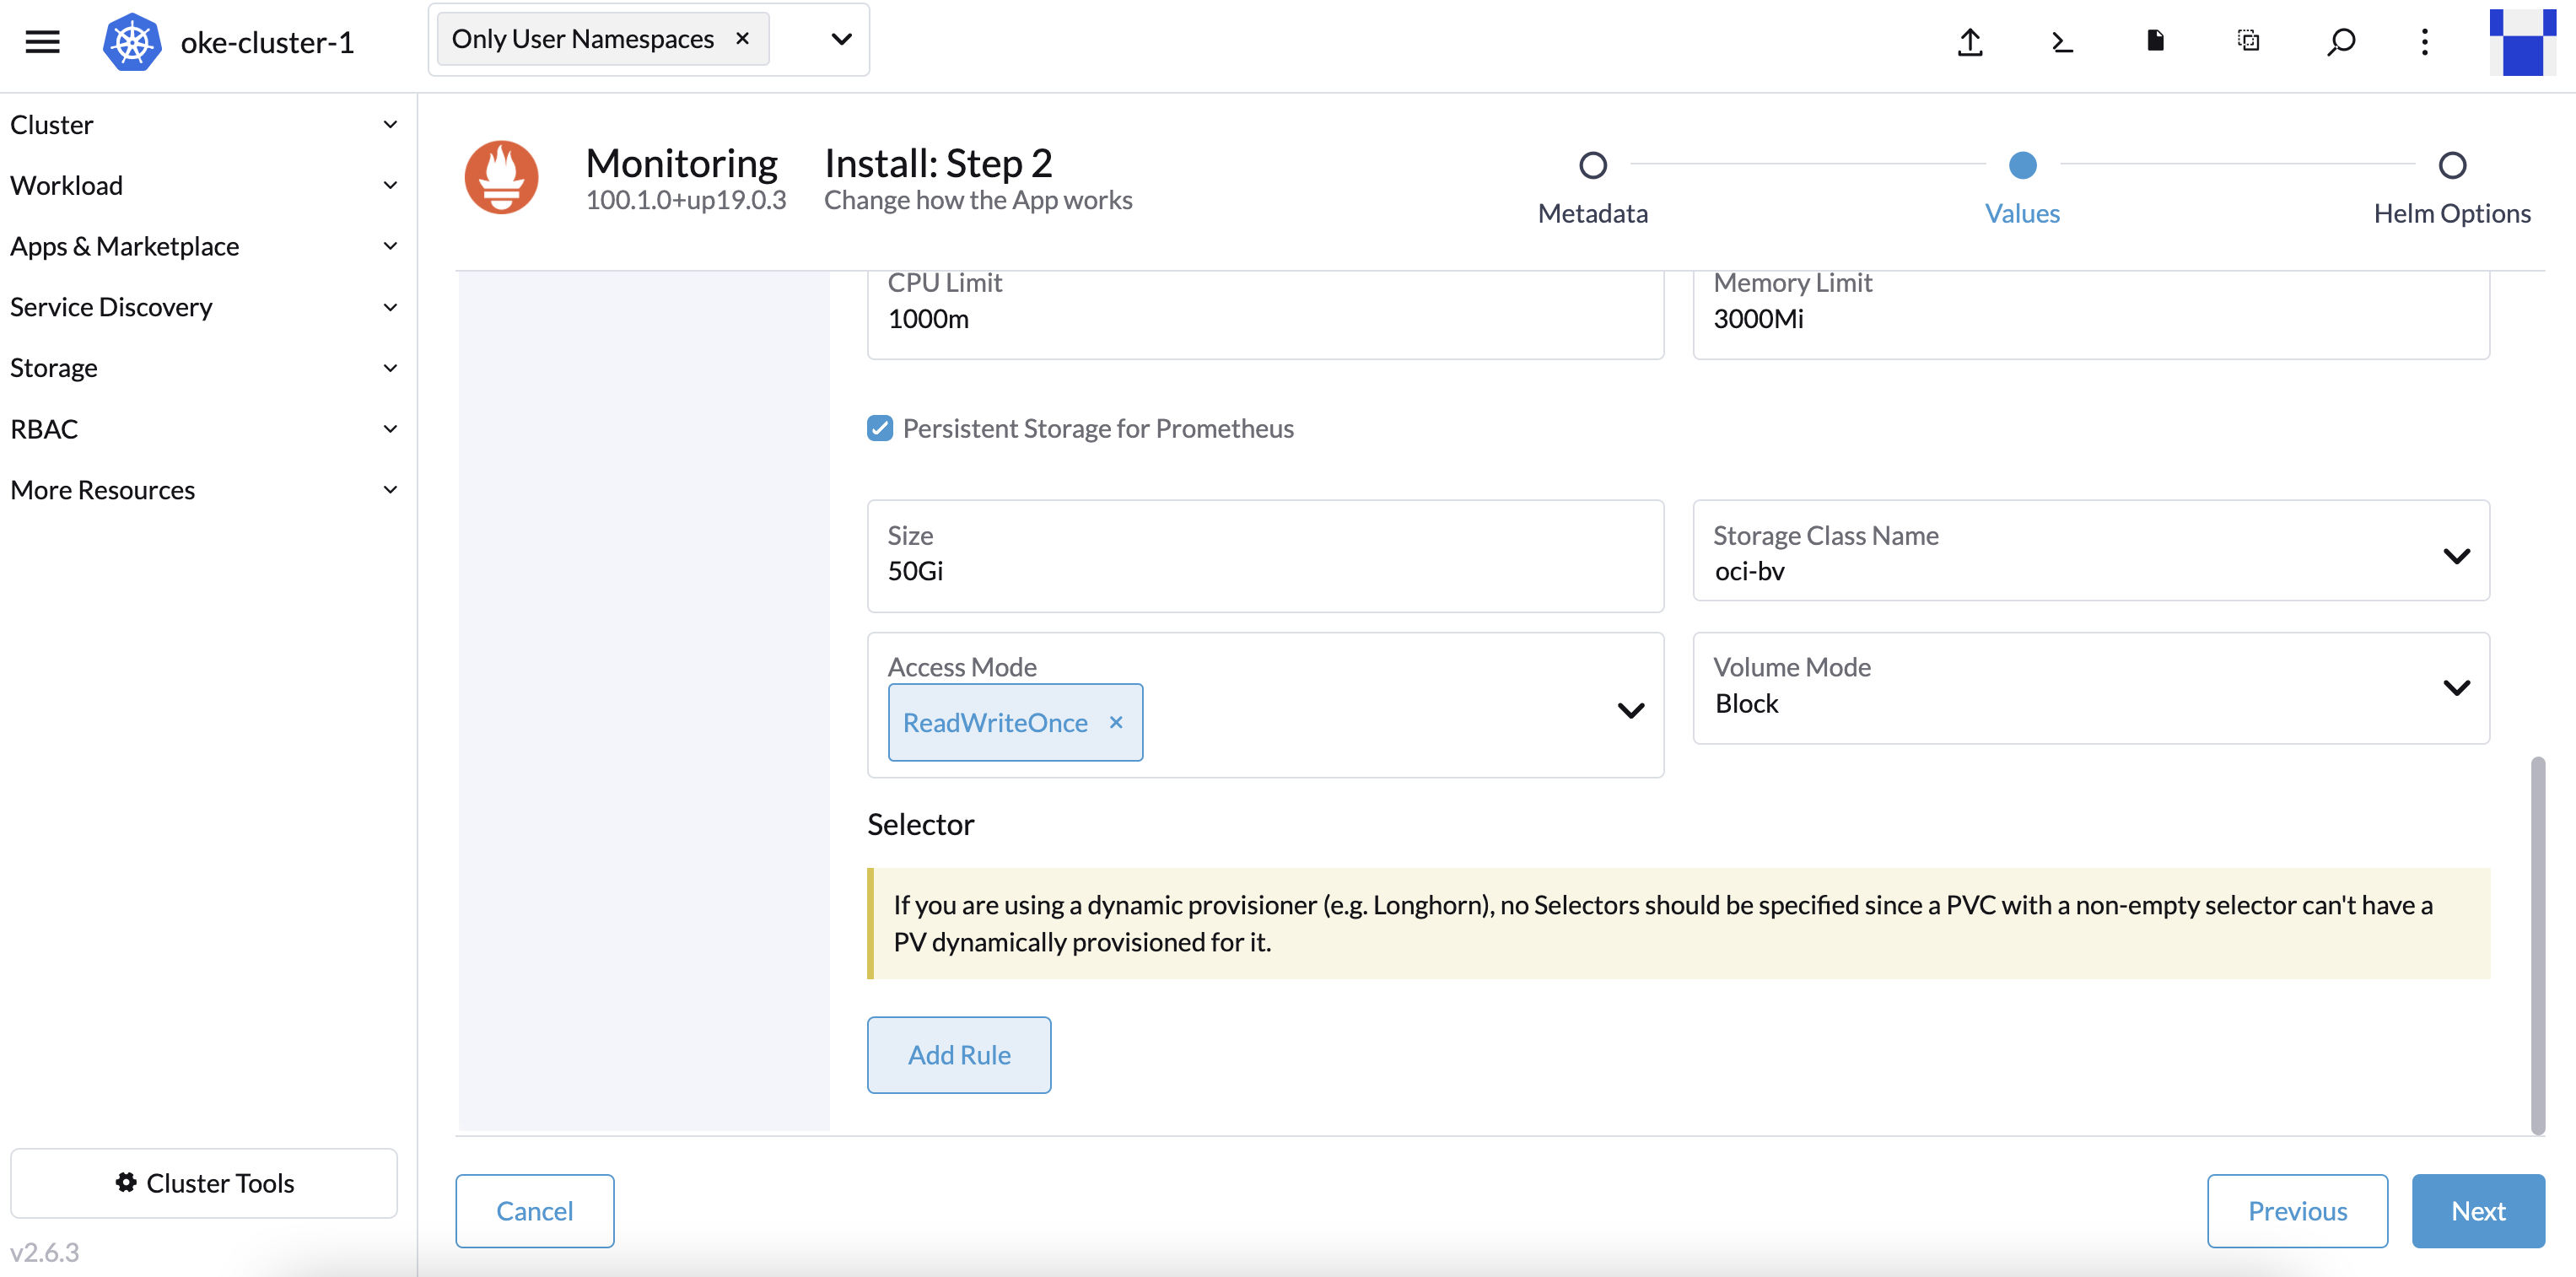 oke-cluster-1
Only User Namespaces
Cluster
Workload
Apps & Marketplace
Service Discovery
Storage
RBAC
More Resources
Cluster Tools
v2.6.3
Monitoring
100.1.0+up19.0.3
Install: Step 2
Change how the App works
Metadata
Values
Helm Options
CPU Limit
1000m
Memory Limit
3000Mi
Persistent Storage for Prometheus
Size
50Gi
Storage Class Name
oci-bv
Access Mode
ReadWriteOnce
Volume Mode
Block
Selector
If you are using a dynamic provisioner (e.g. Longhorn), no Selectors should be specified since a PVC with a non-empty selector can't have a
PV dynamically provisioned for it.
Add Rule
Cancel
Previous
Next